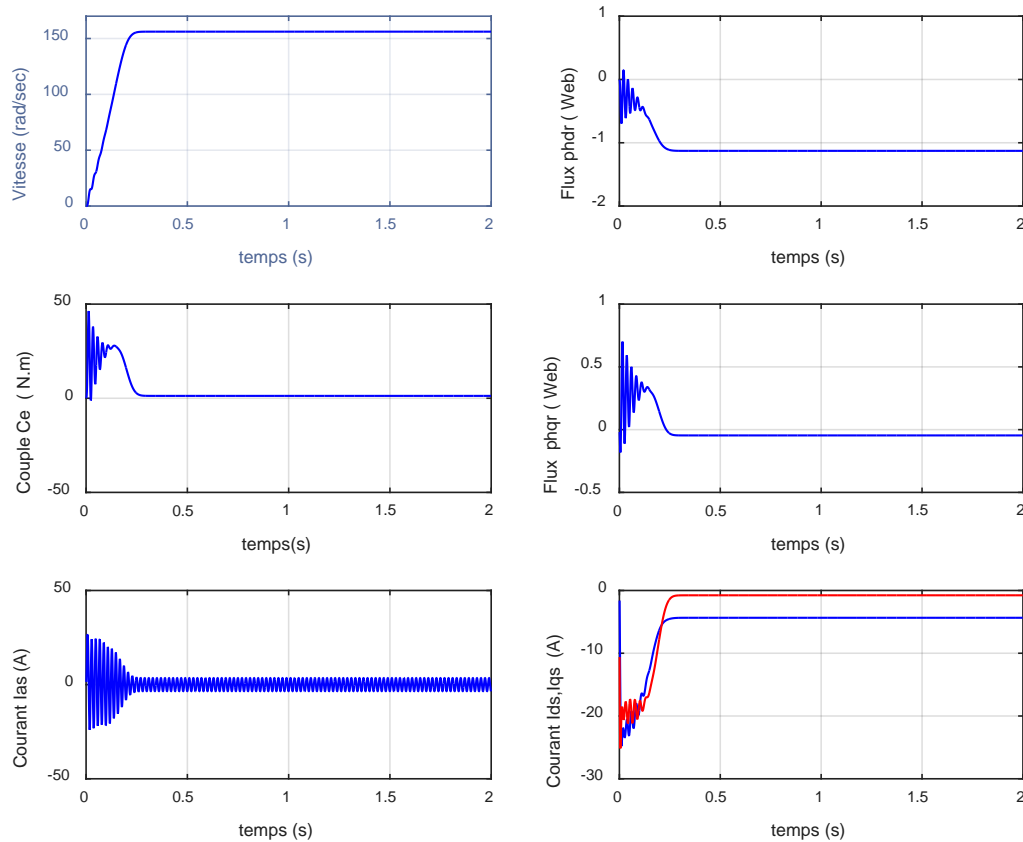 150
100
50
0
Vitesse (rad/sec)
0 0.5 1 1.5 2
temps (s)
1
0
-1
-2
Flux phdr ( Web)
0 0.5 1 1.5 2
temps (s)
50
0
-50
Couple Ce ( N.m)
0 0.5 1 1.5 2
temps(s)
1
0.5
0
-0.5
Flux phqr ( Web)
0 0.5 1 1.5 2
temps (s)
50
0
-50
Courant Ias (A)
0 0.5 1 1.5 2
temps (s)
0
-10
-20
-30
Courant Ids,Iqs (A)
0 0.5 1 1.5 2
temps (s)